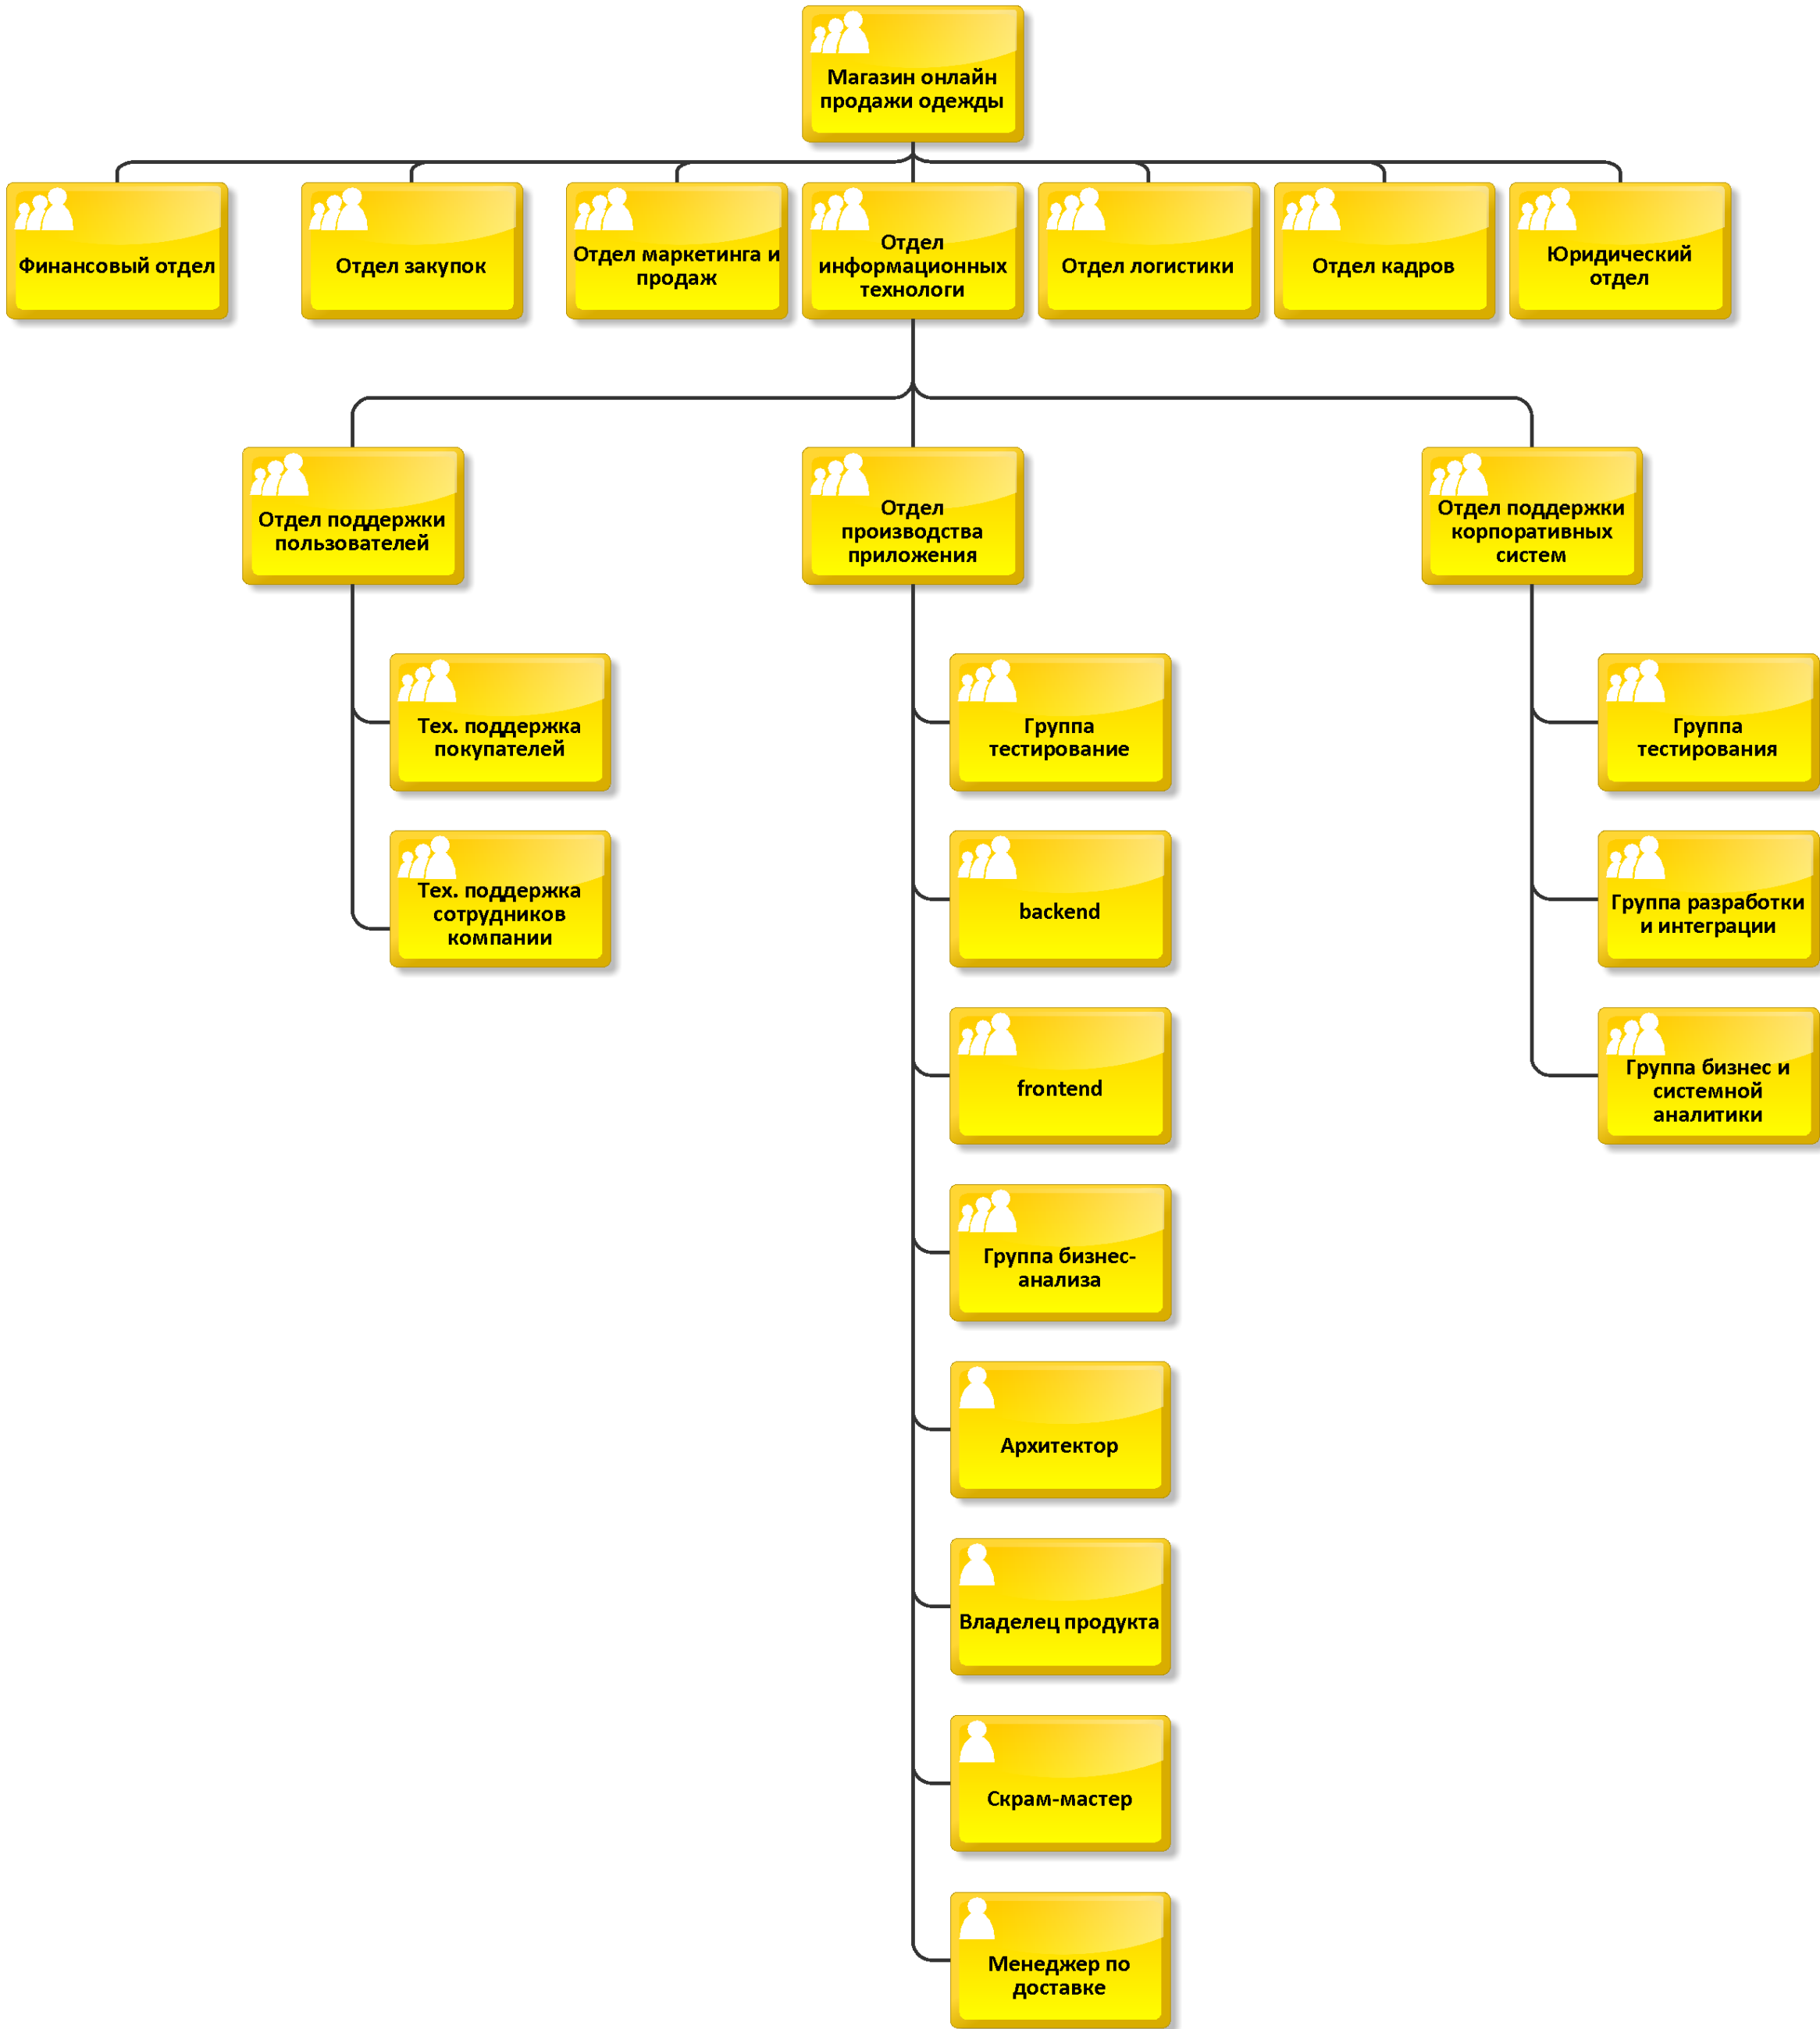 Магазин онлайн
продажи одежды
Финансовый отдел
Отдел закупок
Отдел маркетинга и
продаж
Отдел
информационных
технологи
Отдел логистики
Отдел кадров
Юридический
отдел
Отдел поддержки
пользователей
Отдел
производства
приложения
Отдел поддержки
корпоративных
систем
Тех. поддержка
покупателей
Тех. поддержка
сотрудников
компании
Группа
тестирование
backend
frontend
Группа бизнес-
анализа
Архитектор
Владелец продукта
Скрам-мастер
Менеджер по
доставке
Группа
тестирования
Группа разработки
и интеграции
Группа бизнес и
системной
аналитики